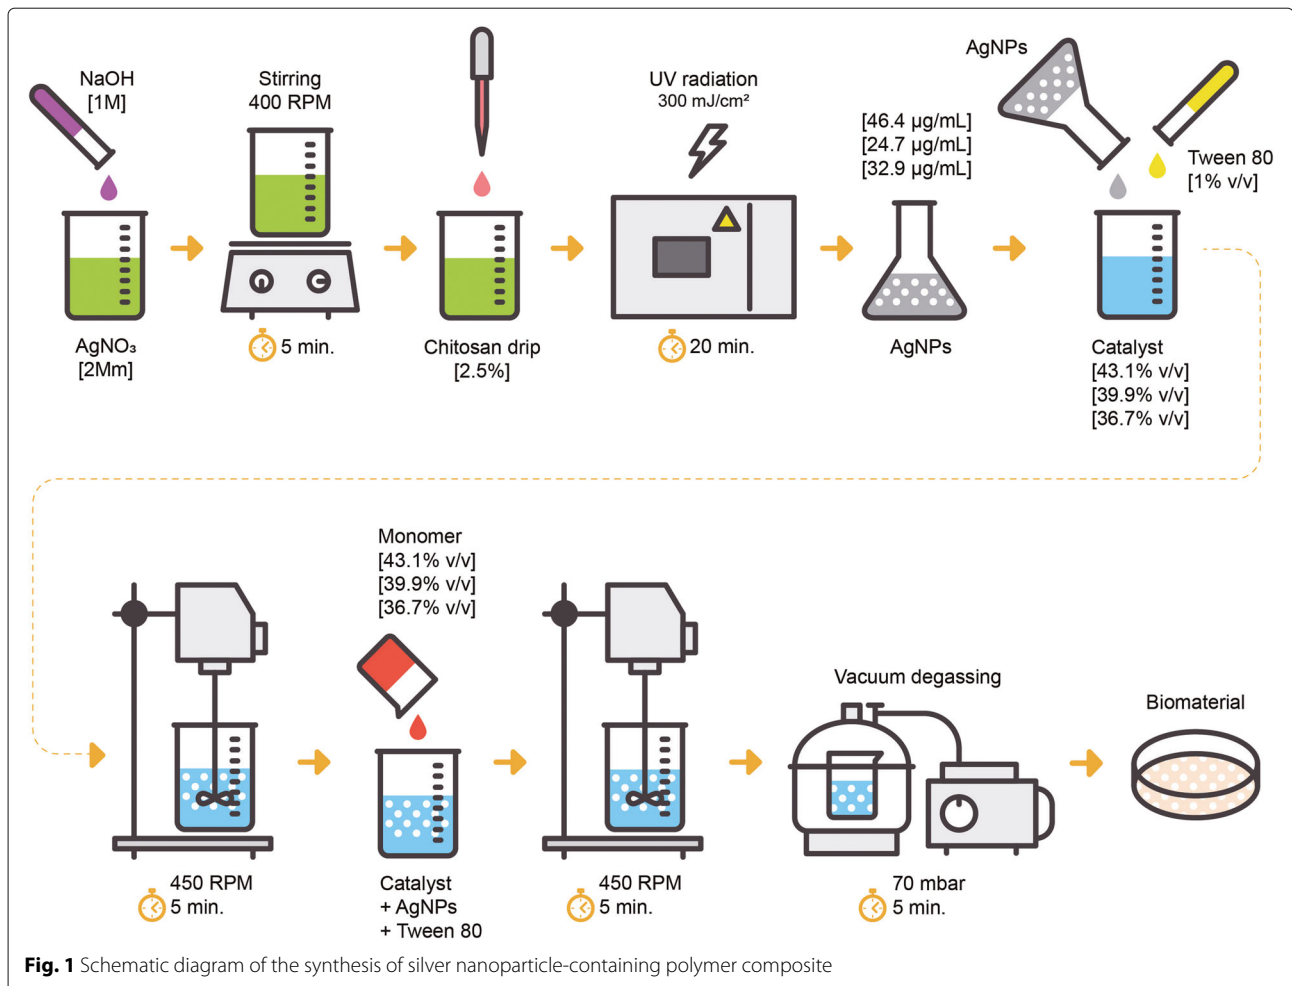 NaOH
[1M]
AgNO₃
[2Mm]
Stirring
400 RPM
5 min.
Chitosan drip
[2.5%]
UV radiation
300 mJ/cm²
20 min.
[46.4 µg/mL]
[24.7 µg/mL]
[32.9 µg/mL]
AgNPs
AgNPs
Tween 80
[1% v/v]
Catalyst
[43.1% v/v]
[39.9% v/v]
[36.7% v/v]
450 RPM
5 min.
Monomer
[43.1% v/v]
[39.9% v/v]
[36.7% v/v]
Catalyst
+ AgNPs
+ Tween 80
450 RPM
5 min.
Vacuum degassing
70 mbar
5 min.
Biomaterial
Fig. 1 Schematic diagram of the synthesis of silver nanoparticle-containing polymer composite